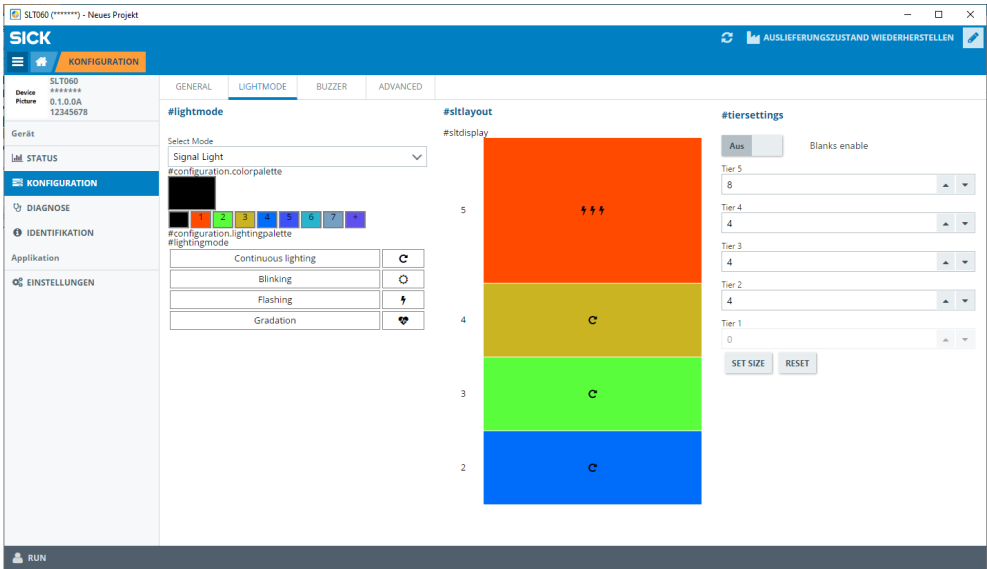 SLT060 (*******) - Neues Projekt
SICK
AUSLIEFERUNGSZUSTAND WIEDERHERSTELLEN
KONFIGURATION
Device
Picture
SLT060
*******
0.1.0.0A
12345678
Gerät
STATUS
KONFIGURATION
DIAGNOSE
IDENTIFIKATION
Applikation
EINSTELLUNGEN
GENERAL LIGHTMODE BUZZER ADVANCED
#lightmode
Select Mode
Signal Light
#configuration.colorpalette
1 2 3 4 5 6 7 *
#configuration.lightingpalette
#lightingmode
Continuous lighting
Blinking
Flashing
Gradation
#sltlayout
#sltdisplay
5
4
3
2
#tiersettings
Aus Blanks enable
Tier 5
8
Tier 4
4
Tier 3
4
Tier 2
4
Tier 1
0
SET SIZE RESET
RUN